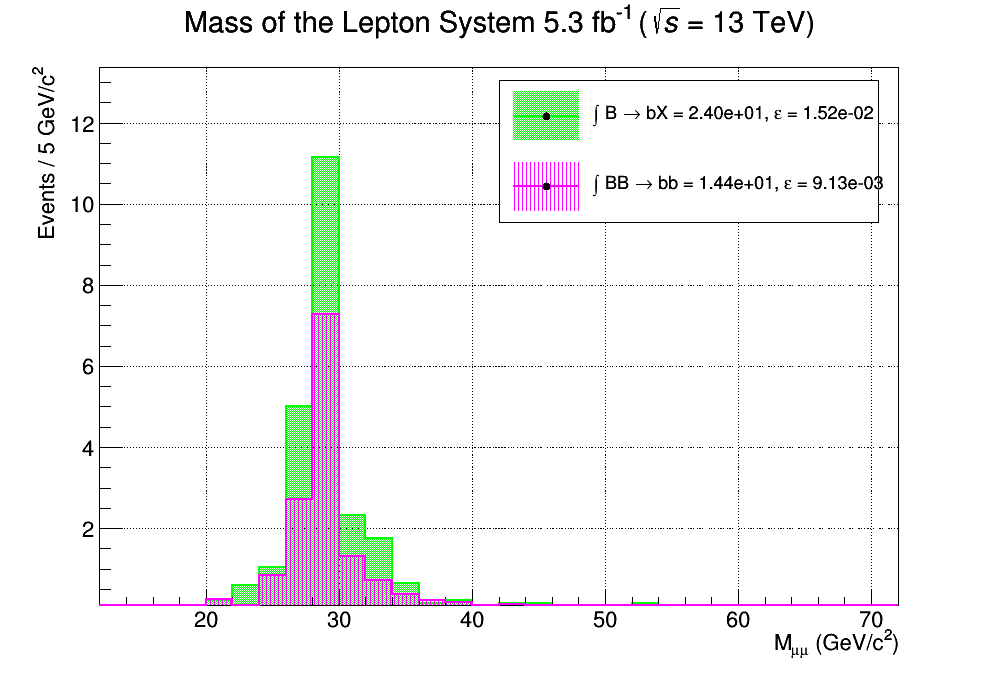 Mass of the Lepton System 5.3 fb⁻¹ (√s = 13 TeV)
Events / 5 GeV/c²
12
10
8
6
4
2
∫ B → bX = 2.40e+01, ε = 1.52e-02
∫ BB → bb = 1.44e+01, ε = 9.13e-03
20 30 40 50 60 70
M_μμ (GeV/c²)